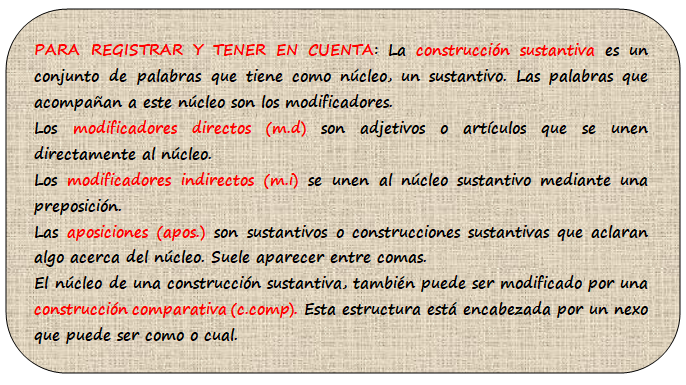 PARA REGISTRAR Y TENER EN CUENTA: La construcción sustantiva es un
conjunto de palabras que tiene como núcleo, un sustantivo. Las palabras que
acompañan a este núcleo son los modificadores.
Los modificadores directos (m.d) son adjetivos o artículos que se unen
directamente al núcleo.
Los modificadores indirectos (m.i) se unen al núcleo sustantivo mediante una
preposición.
Las aposiciones (apos.) son sustantivos o construcciones sustantivas que aclaran
algo acerca del núcleo. Suele aparecer entre comas.
El núcleo de una construcción sustantiva, también puede ser modificado por una
construcción comparativa (c.comp). Esta estructura está encabezada por un nexo
que puede ser como o cual.